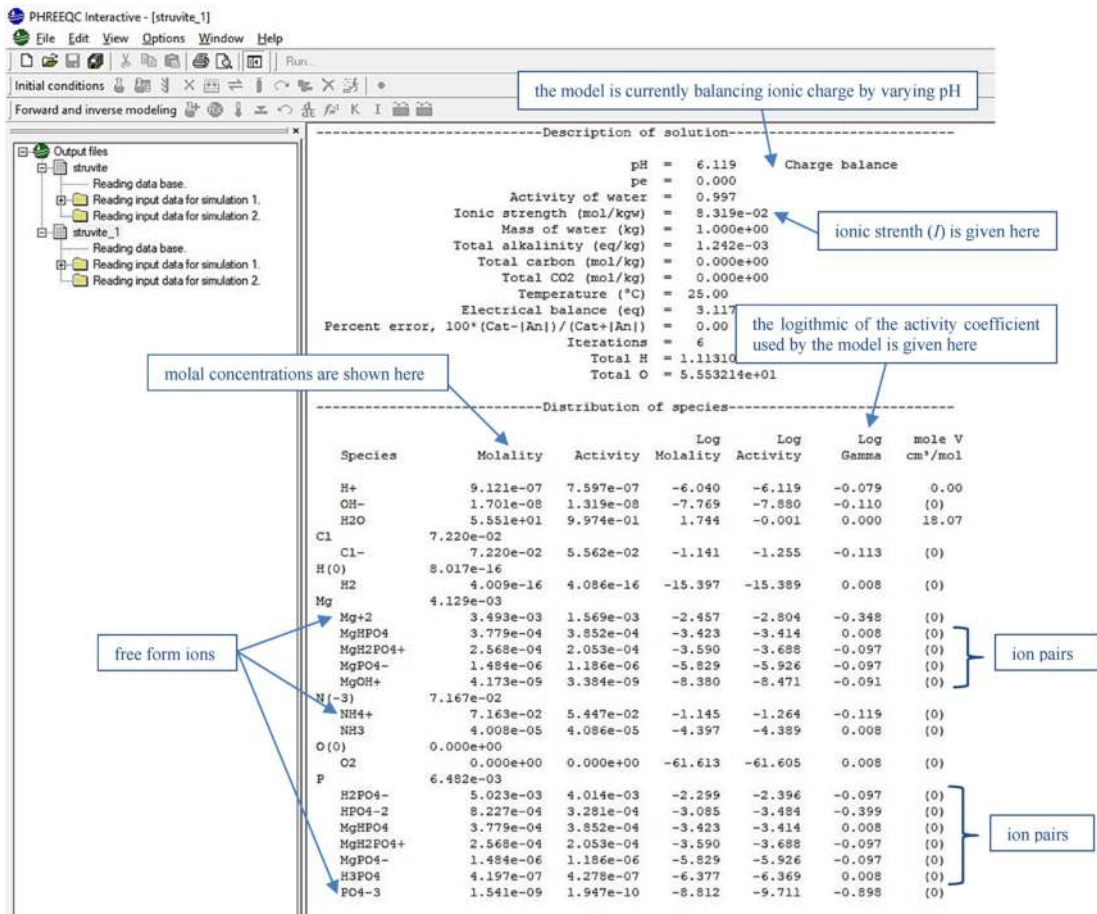 PHREEQC Interactive - [struvite_1]
File Edit View Options Window Help
Run...
Initial conditions
Forward and inverse modeling
the model is currently balancing ionic charge by varying pH
Output files
struvite
Reading data base.
Reading input data for simulation 1.
Reading input data for simulation 2.
struvite_1
Reading data base.
Reading input data for simulation 1.
Reading input data for simulation 2.
----------------------------Description of solution----------------------------
pH = 6.119 Charge balance
pe = 0.000
Activity of water = 0.997
Ionic strength (mol/kgw) = 8.319e-02
Mass of water (kg) = 1.000e+00
Total alkalinity (eq/kg) = 1.242e-03
Total carbon (mol/kg) = 0.000e+00
Total CO2 (mol/kg) = 0.000e+00
Temperature (°C) = 25.00
Electrical balance (eq) = 3.117
Percent error, 100*(Cat-|An|)/(Cat+|An|) = 0.00
Iterations = 6
Total H = 1.11310
Total O = 5.553214e+01
ionic strenth (I) is given here
the logithmic of the activity coefficient
used by the model is given here
molal concentrations are shown here
----------------------------Distribution of species----------------------------
Log Log Log mole V
Species Molality Activity Molality Activity Gamma cm³/mol
H+ 9.121e-07 7.597e-07 -6.040 -6.119 -0.079 0.00
OH- 1.701e-08 1.319e-08 -7.769 -7.880 -0.110 (0)
H2O 5.551e+01 9.974e-01 1.744 -0.001 0.000 18.07
Cl 7.220e-02
Cl- 7.220e-02 5.562e-02 -1.141 -1.255 -0.113 (0)
H(0) 8.017e-16
H2 4.009e-16 4.086e-16 -15.397 -15.389 0.008 (0)
Mg 4.129e-03
Mg+2 3.493e-03 1.569e-03 -2.457 -2.804 -0.348 (0)
MgHPO4 3.779e-04 3.852e-04 -3.423 -3.414 0.008 (0)
MgH2PO4+ 2.568e-04 2.053e-04 -3.590 -3.688 -0.097 (0)
MgPO4- 1.484e-06 1.186e-06 -5.829 -5.926 -0.097 (0)
MgOH+ 4.173e-09 3.384e-09 -8.380 -8.471 -0.091 (0)
N(-3) 7.167e-02
NH4+ 7.163e-02 5.447e-02 -1.145 -1.264 -0.119 (0)
NH3 4.008e-05 4.086e-05 -4.397 -4.389 0.008 (0)
O(0) 0.000e+00
O2 0.000e+00 0.000e+00 -61.613 -61.605 0.008 (0)
P 6.482e-03
H2PO4- 5.023e-03 4.014e-03 -2.299 -2.396 -0.097 (0)
HPO4-2 8.227e-04 3.281e-04 -3.085 -3.484 -0.399 (0)
MgHPO4 3.779e-04 3.852e-04 -3.423 -3.414 0.008 (0)
MgH2PO4+ 2.568e-04 2.053e-04 -3.590 -3.688 -0.097 (0)
MgPO4- 1.484e-06 1.186e-06 -5.829 -5.926 -0.097 (0)
H3PO4 4.197e-07 4.278e-07 -6.377 -6.369 0.008 (0)
PO4-3 1.541e-09 1.947e-10 -8.812 -9.711 -0.898 (0)
free form ions
ion pairs
ion pairs